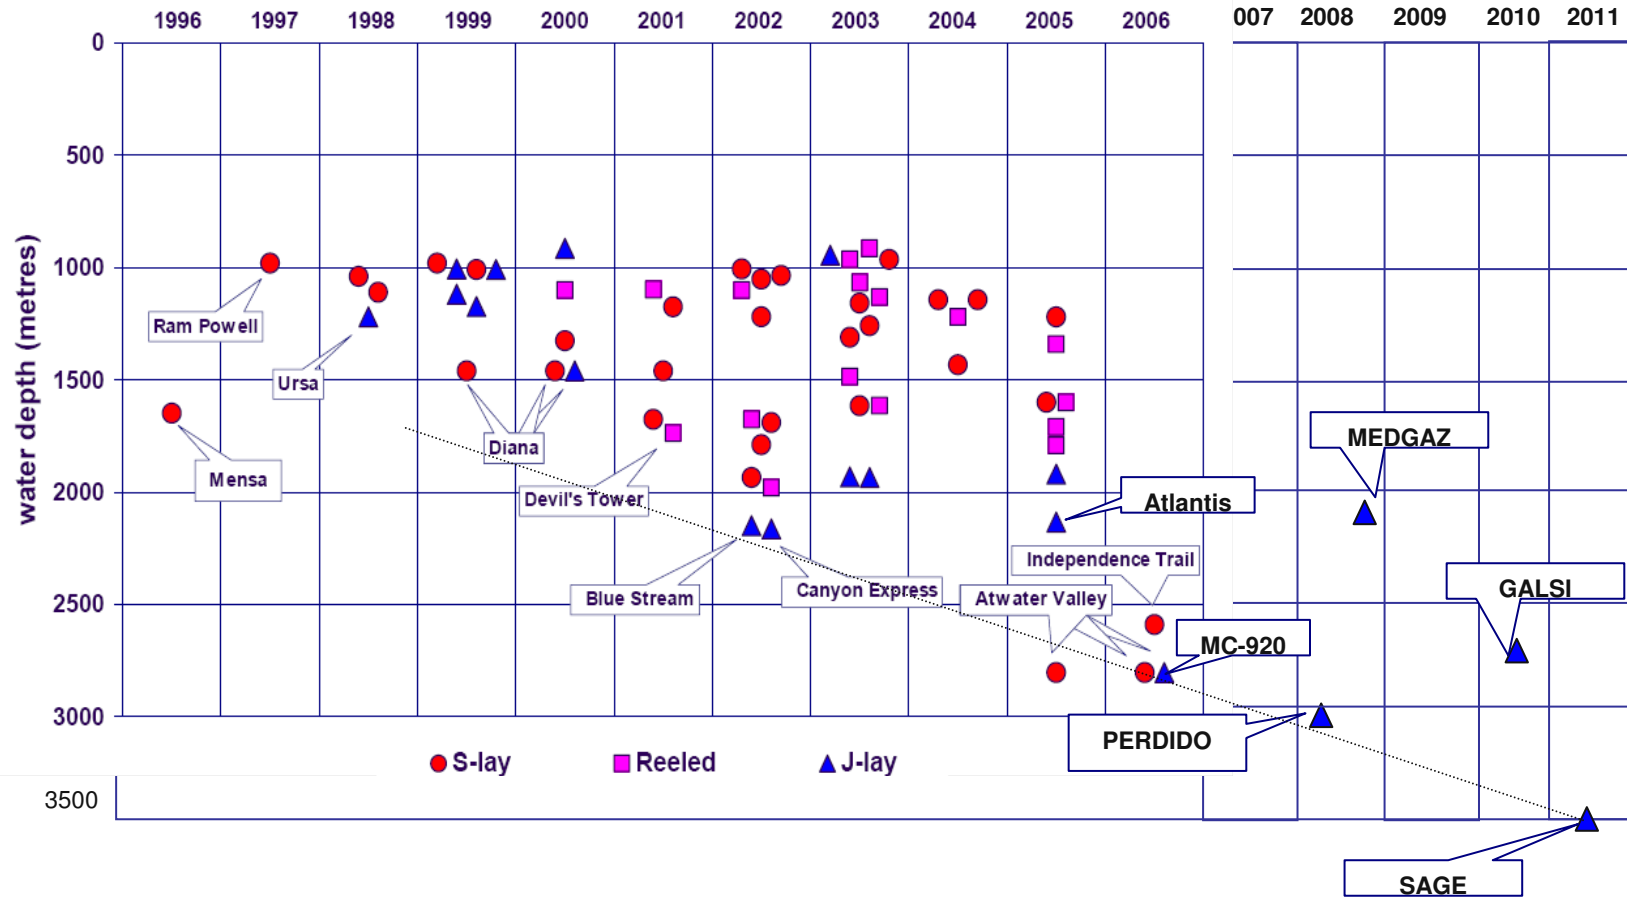 1996 1997 1998 1999 2000 2001 2002 2003 2004 2005 2006 007 2008 2009 2010 2011
0
500
1000
1500
2000
2500
3000
3500
water depth (metres)
Ram Powell
Ursa
Mensa
Diana
Devil's Tower
Blue Stream
Canyon Express
Atlantis
Independence Trail
Atwater Valley
MC-920
MEDGAZ
GALSI
PERDIDO
S-lay Reeled J-lay
SAGE